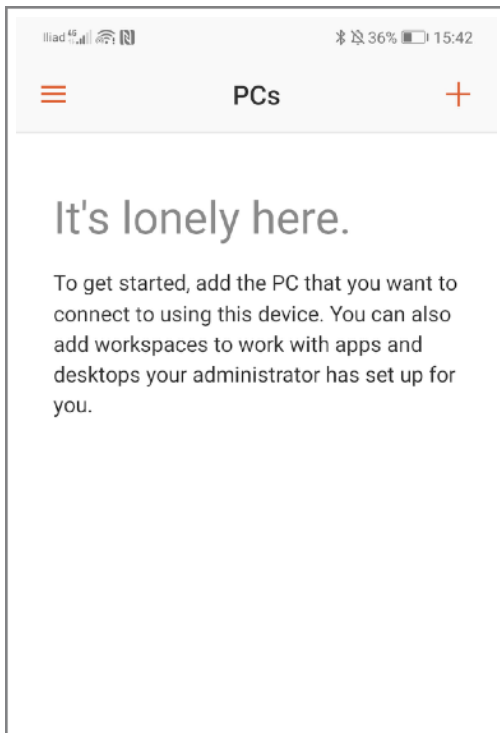 Iliad 4G 36% 15:42
PCs
It's lonely here.
To get started, add the PC that you want to
connect to using this device. You can also
add workspaces to work with apps and
desktops your administrator has set up for
you.